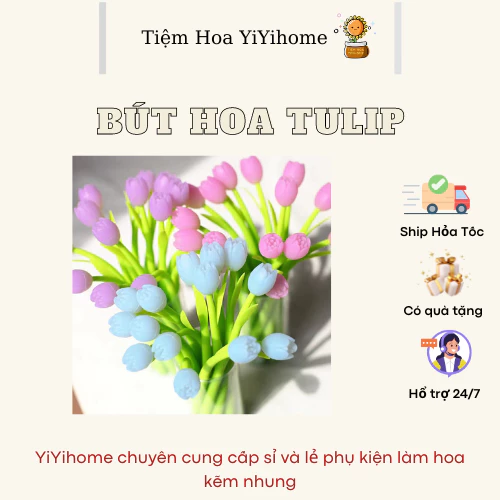 Tiệm Hoa YiYihome
BÚT HOA TULIP
Ship Hỏa Tốc
Có quà tặng
Hổ trợ 24/7
YiYihome chuyên cung cấp sỉ và lẻ phụ kiện làm hoa
kẽm nhung